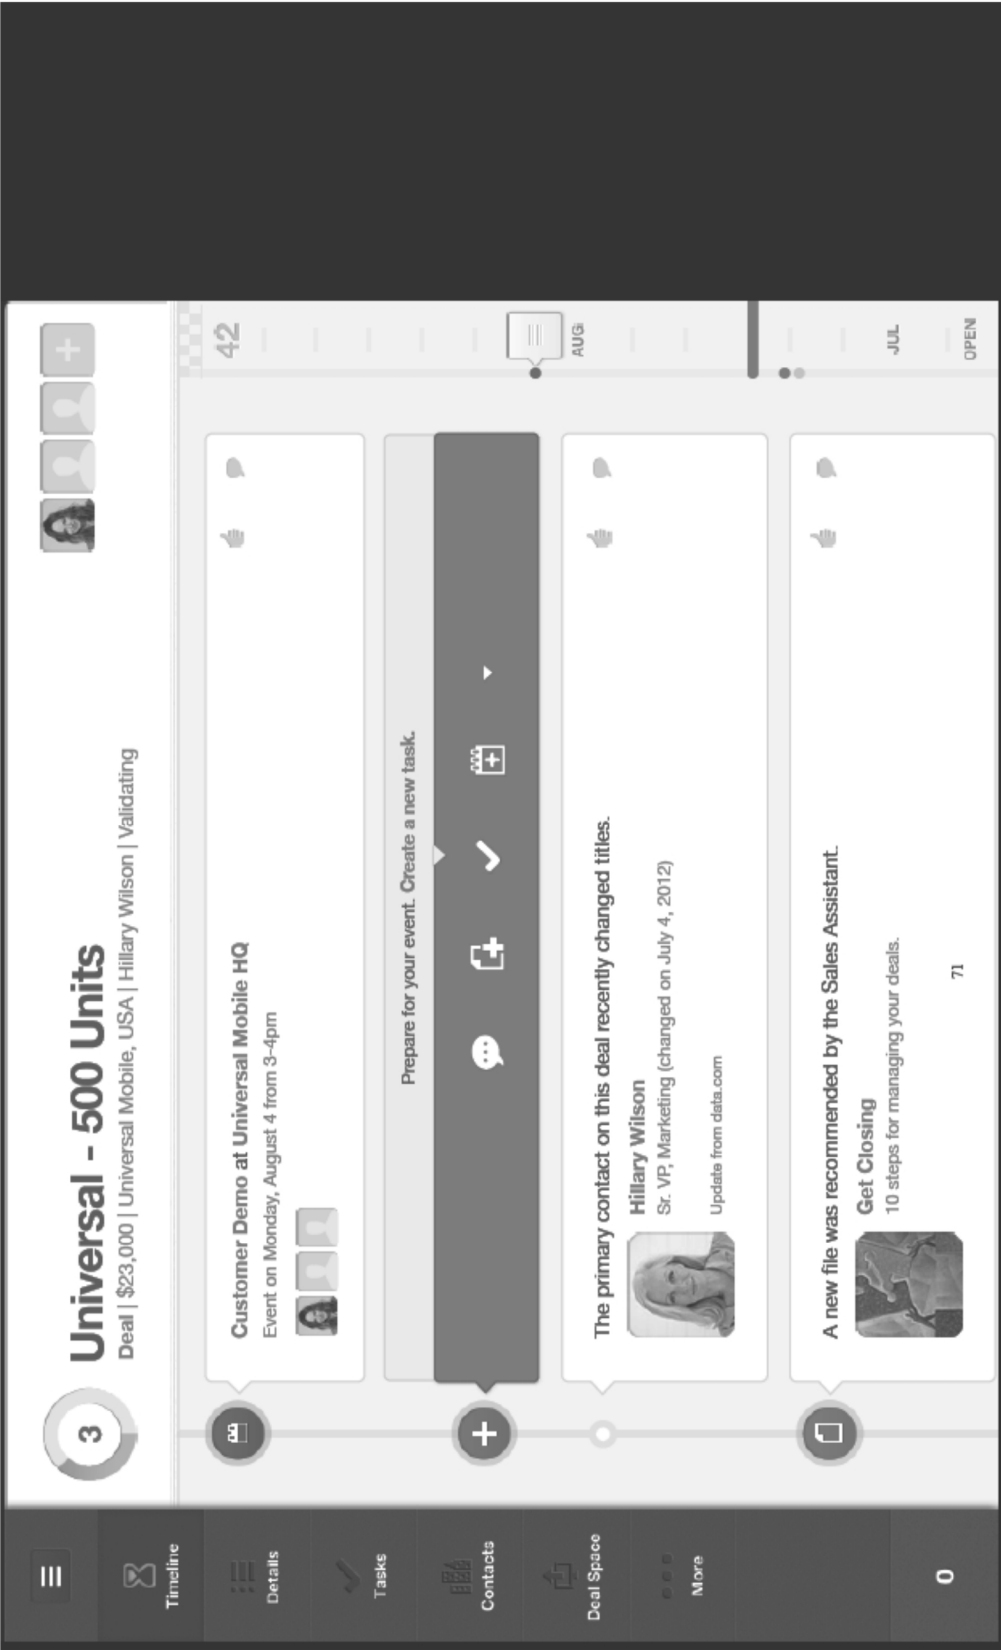 Universal - 500 Units
Deal | $23,000 | Universal Mobile, USA | Hillary Wilson | Validating
3
Timeline
Details
Tasks
Contacts
Deal Space
More
0
Customer Demo at Universal Mobile HQ
Event on Monday, August 4 from 3-4pm
Prepare for your event. Create a new task.
The primary contact on this deal recently changed titles.
Hillary Wilson
Sr. VP, Marketing (changed on July 4, 2012)
Update from data.com
A new file was recommended by the Sales Assistant.
Get Closing
10 steps for managing your deals.
42
AUG
JUL
OPEN
71